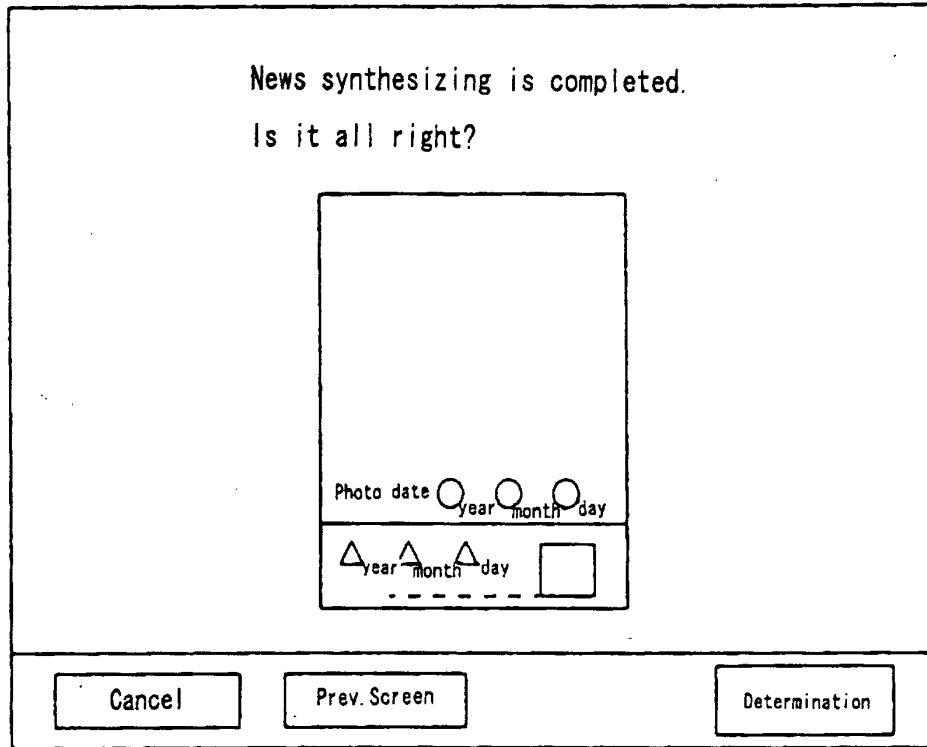 News synthesizing is completed.
Is it all right?
Photo date ○year ○month ○day
△year △month △day
Cancel
Prev. Screen
Determination